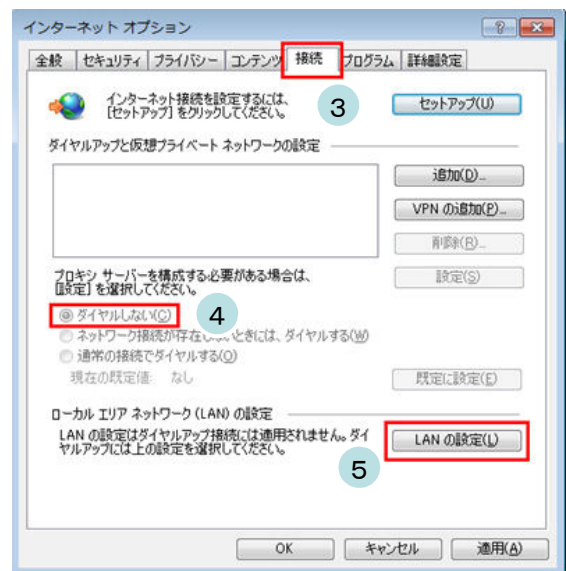 インターネット オプション
全般 セキュリティ プライバシー コンテンツ 接続 プログラム 詳細設定
インターネット接続を設定するには、
[セットアップ] をクリックしてください。
3
セットアップ(U)
ダイヤルアップと仮想プライベート ネットワークの設定
追加(D)...
VPN の追加(P)...
削除(R)...
プロキシ サーバーを構成する必要がある場合は、
[設定] を選択してください。
設定(S)
ダイヤルしない(C)
4
ネットワーク接続が存在しないときには、ダイヤルする(W)
通常の接続でダイヤルする(O)
現在の既定値: なし
既定に設定(E)
ローカル エリア ネットワーク (LAN) の設定
LAN の設定はダイヤルアップ接続には適用されません。ダイ
ヤルアップには上の設定を選択してください。
LAN の設定(L)
5
OK キャンセル 適用(A)